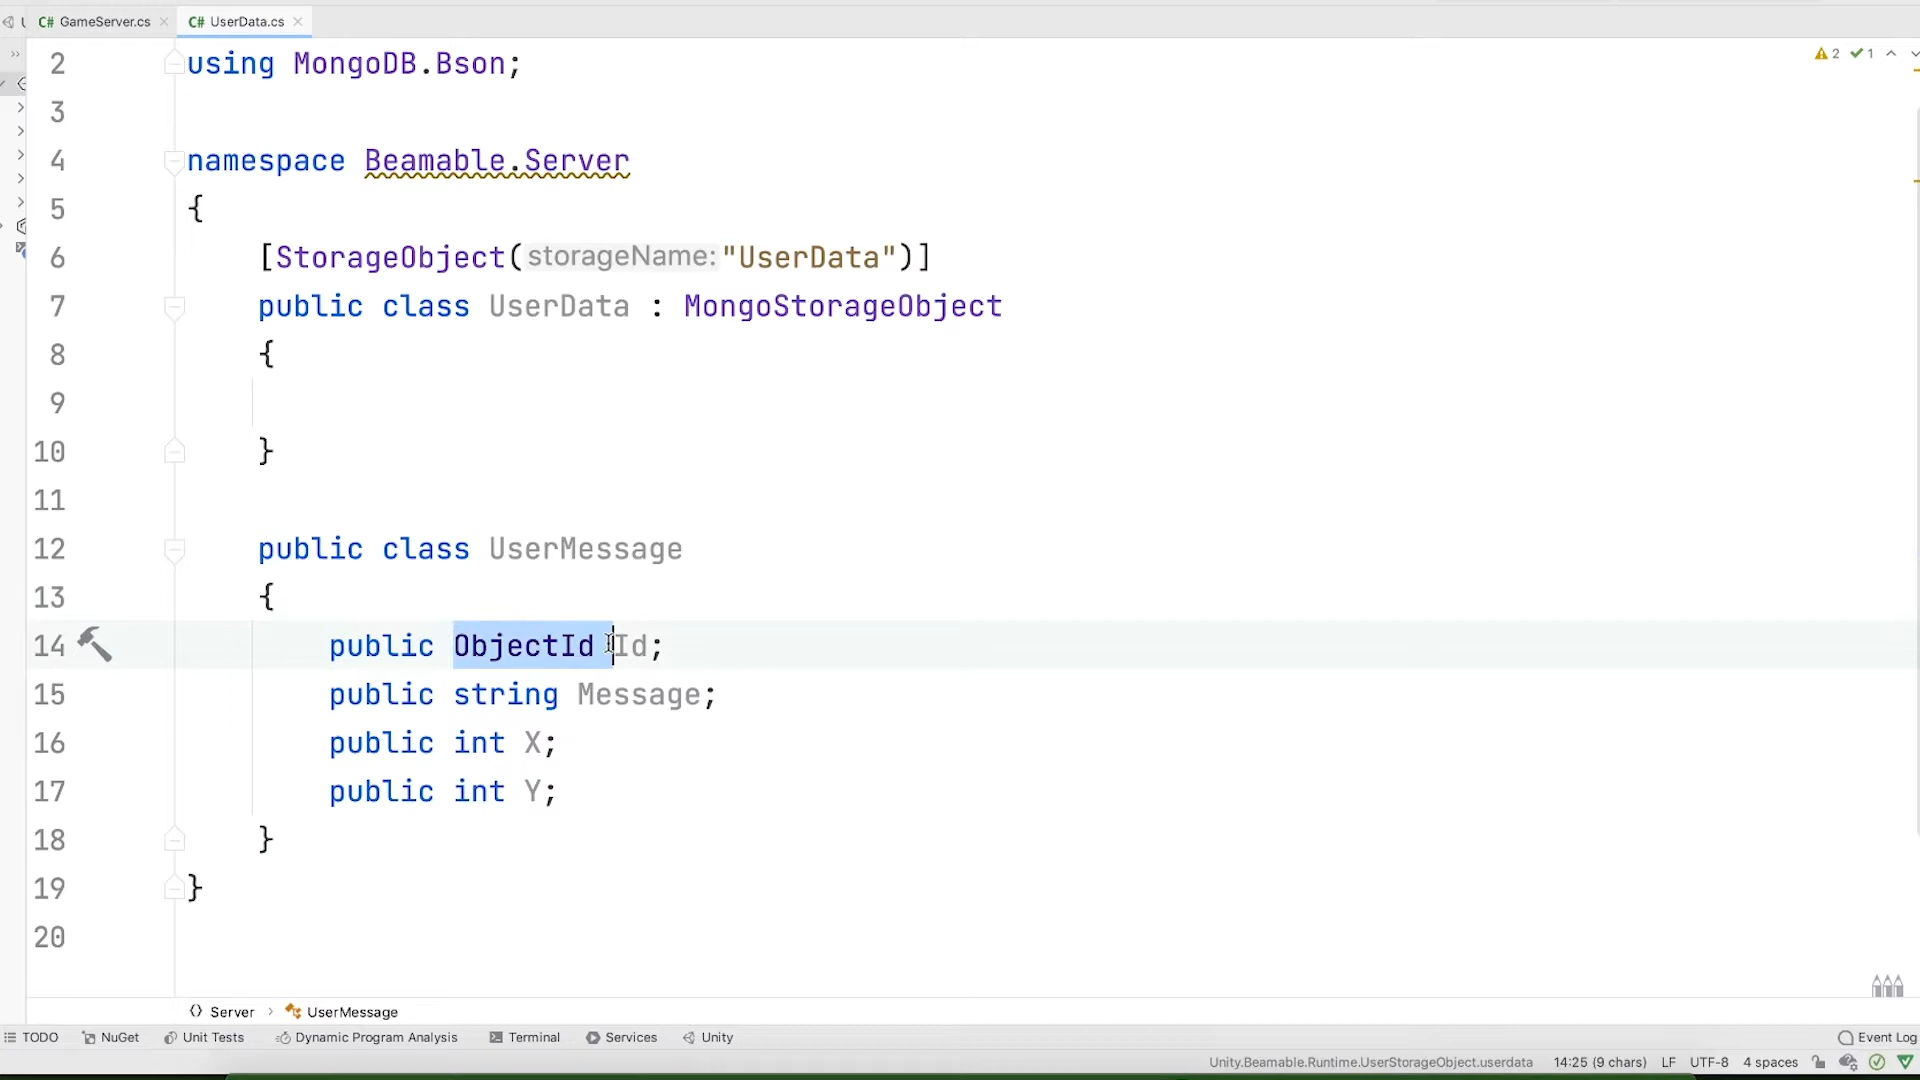 C# GameServer.cs C# UserData.cs
2 using MongoDB.Bson; 2 1
3
4 namespace Beamable.Server
5 {
6 [StorageObject(storageName:"UserData")]
7 public class UserData : MongoStorageObject
8 {
9
10 }
11
12 public class UserMessage
13 {
14 public ObjectId Id;
15 public string Message;
16 public int X;
17 public int Y;
18 }
19 }
20
Server UserMessage
TODO NuGet Unit Tests Dynamic Program Analysis Terminal Services Unity Event Log
Unity.Beamable.Runtime.UserStorageObject.userdata 14:25 (9 chars) LF UTF-8 4 spaces